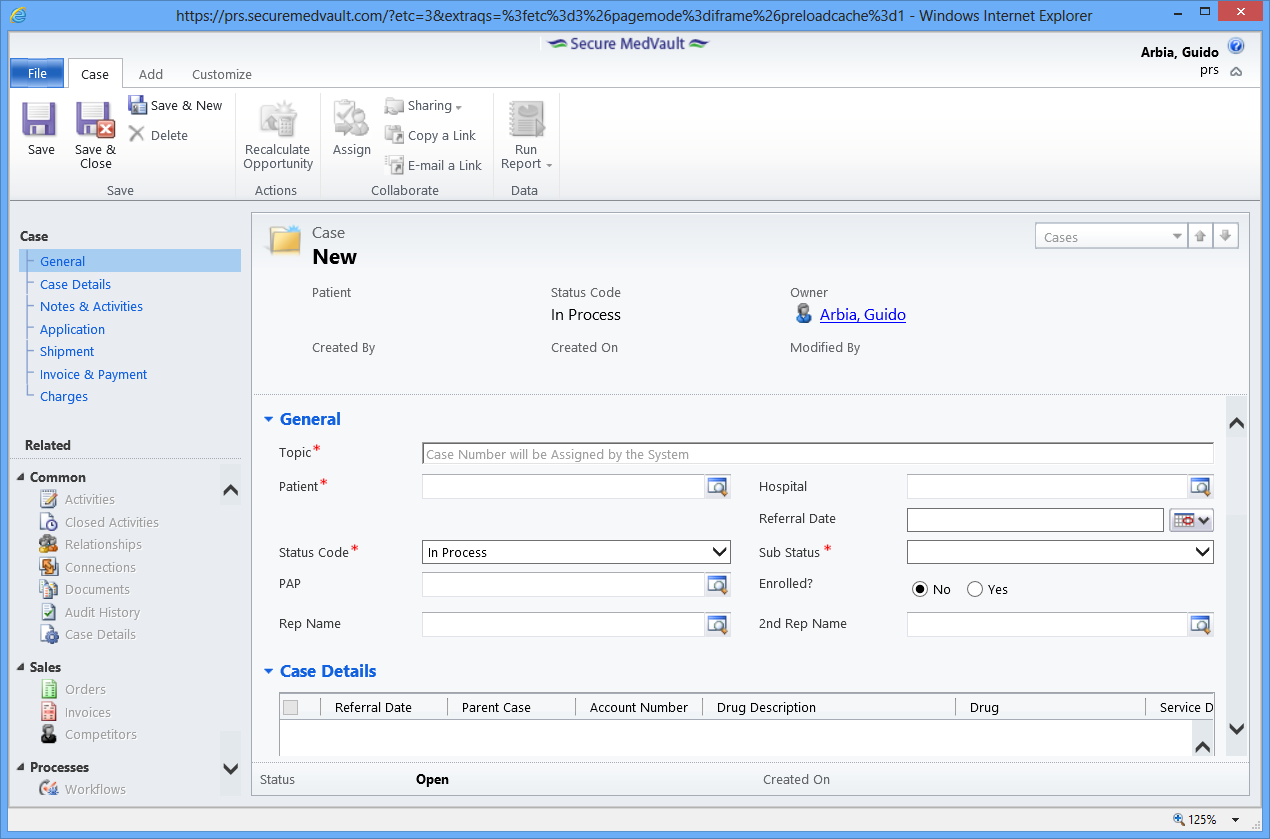 https://prs.securemedvault.com/?etc=3&extraqs=%3fetc%3d3%26pagemode%3diframe%26preloadcache%3d1 - Windows Internet Explorer
Secure MedVault
Arbia, Guido
prs
File Case Add Customize
Save
Save & Close
Save & New
Delete
Save
Recalculate Opportunity
Actions
Assign
Sharing
Copy a Link
E-mail a Link
Collaborate
Run Report
Data
Case
General
Case Details
Notes & Activities
Application
Shipment
Invoice & Payment
Charges
Related
Common
Activities
Closed Activities
Relationships
Connections
Documents
Audit History
Case Details
Sales
Orders
Invoices
Competitors
Processes
Workflows
Case
New
Cases
Patient Status Code Owner
In Process Arbia, Guido
Created By Created On Modified By
General
Topic* Case Number will be Assigned by the System
Patient* Hospital
Referral Date
Status Code* In Process Sub Status *
PAP Enrolled? No Yes
Rep Name 2nd Rep Name
Case Details
Referral Date Parent Case Account Number Drug Description Drug Service D
Status Open Created On
125%